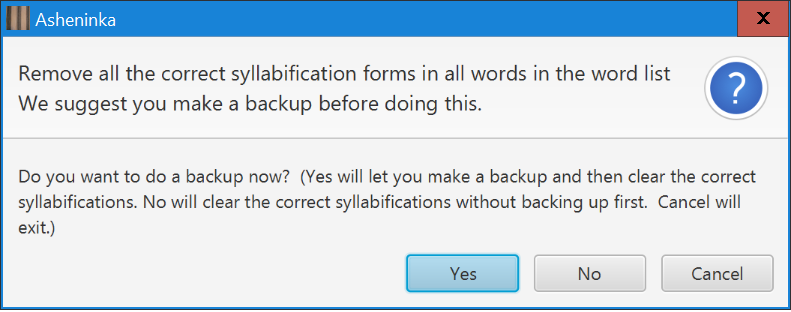 Asheninka
X
Remove all the correct syllabification forms in all words in the word list
We suggest you make a backup before doing this.
?
Do you want to do a backup now?  (Yes will let you make a backup and then clear the correct
syllabifications. No will clear the correct syllabifications without backing up first.  Cancel will
exit.)
Yes
No
Cancel